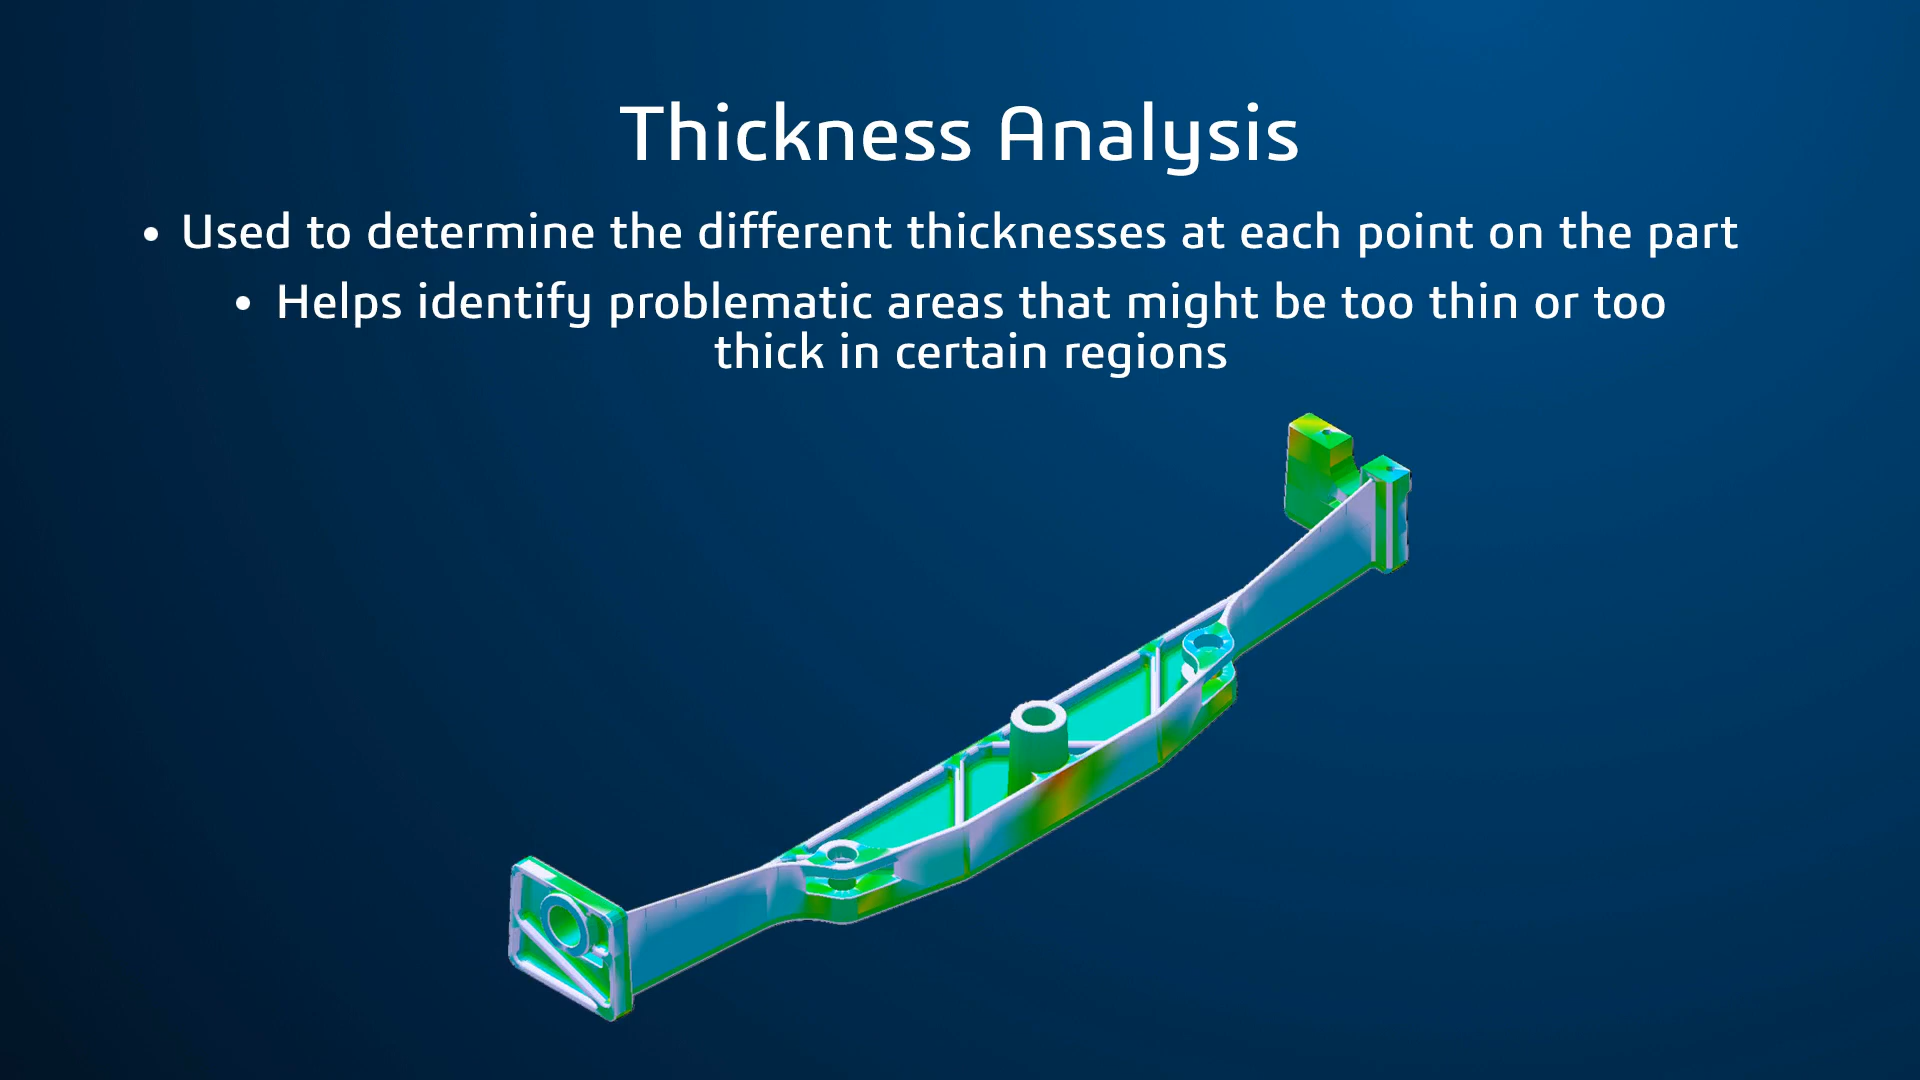 Thickness Analysis
• Used to determine the different thicknesses at each point on the part
• Helps identify problematic areas that might be too thin or too
thick in certain regions